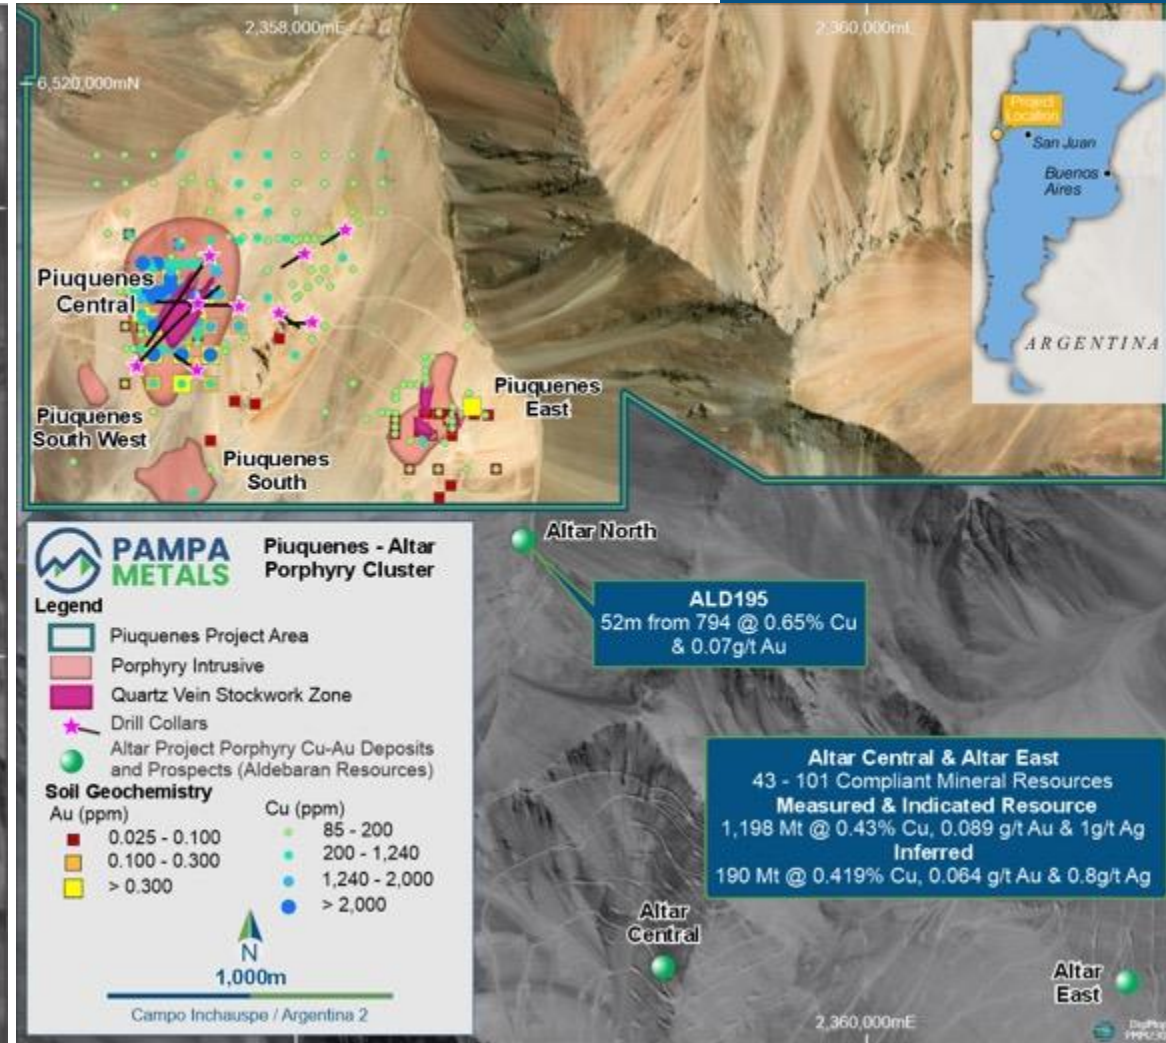 2,358,000mE
2,360,000mE
6,520,000mN
Project
Location
San Juan
Buenos
Aires
ARGENTINA
Piuquenes
Central
Piuquenes
East
Piuquenes
South West
Piuquenes
South
Altar North
ALD195
52m from 794 @ 0.65% Cu
& 0.07g/t Au
PAMPA
METALS
Piuquenes - Altar
Porphyry Cluster
Legend
Piuquenes Project Area
Porphyry Intrusive
Quartz Vein Stockwork Zone
Drill Collars
Altar Project Porphyry Cu-Au Deposits
and Prospects (Aldebaran Resources)
Soil Geochemistry
Au (ppm)
0.025 - 0.100
0.100 - 0.300
> 0.300
Cu (ppm)
85 - 200
200 - 1,240
1,240 - 2,000
> 2,000
N
1,000m
Campo Inchauspe / Argentina 2
Altar Central & Altar East
43 - 101 Compliant Mineral Resources
Measured & Indicated Resource
1,198 Mt @ 0.43% Cu, 0.089 g/t Au & 1g/t Ag
Inferred
190 Mt @ 0.419% Cu, 0.064 g/t Au & 0.8g/t Ag
Altar
Central
Altar
East
2,360,000mE